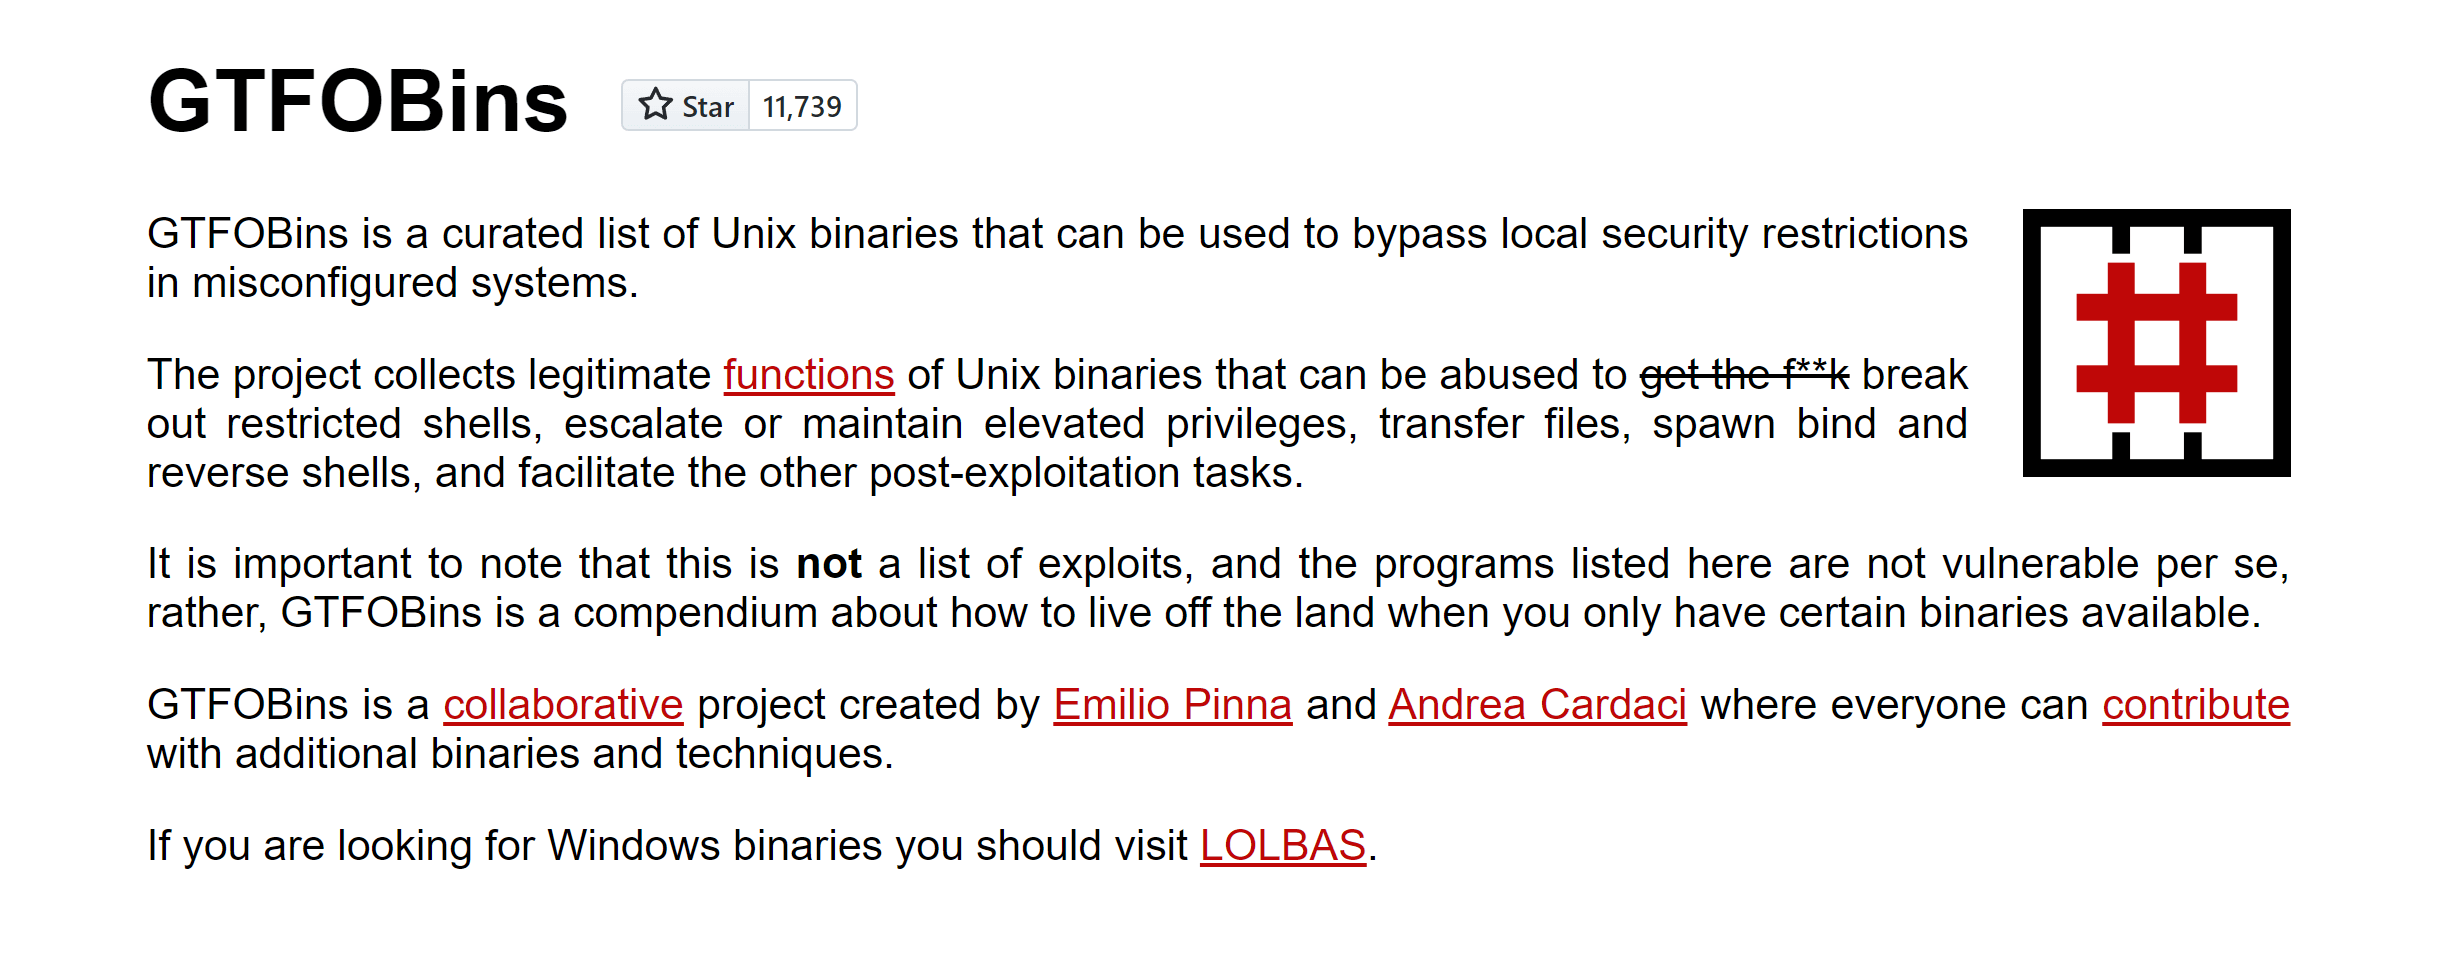 GTFOBins Star 11,739
GTFOBins is a curated list of Unix binaries that can be used to bypass local security restrictions
in misconfigured systems.
The project collects legitimate functions of Unix binaries that can be abused to get the f**k break
out restricted shells, escalate or maintain elevated privileges, transfer files, spawn bind and
reverse shells, and facilitate the other post-exploitation tasks.
It is important to note that this is not a list of exploits, and the programs listed here are not vulnerable per se,
rather, GTFOBins is a compendium about how to live off the land when you only have certain binaries available.
GTFOBins is a collaborative project created by Emilio Pinna and Andrea Cardaci where everyone can contribute
with additional binaries and techniques.
If you are looking for Windows binaries you should visit LOLBAS.